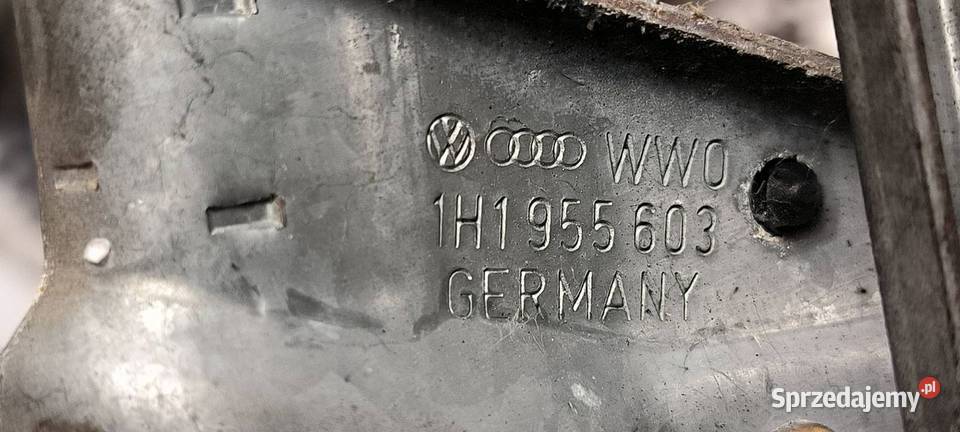 WWO
1H1 955 603
GERMANY
Sprzedajemy.pl